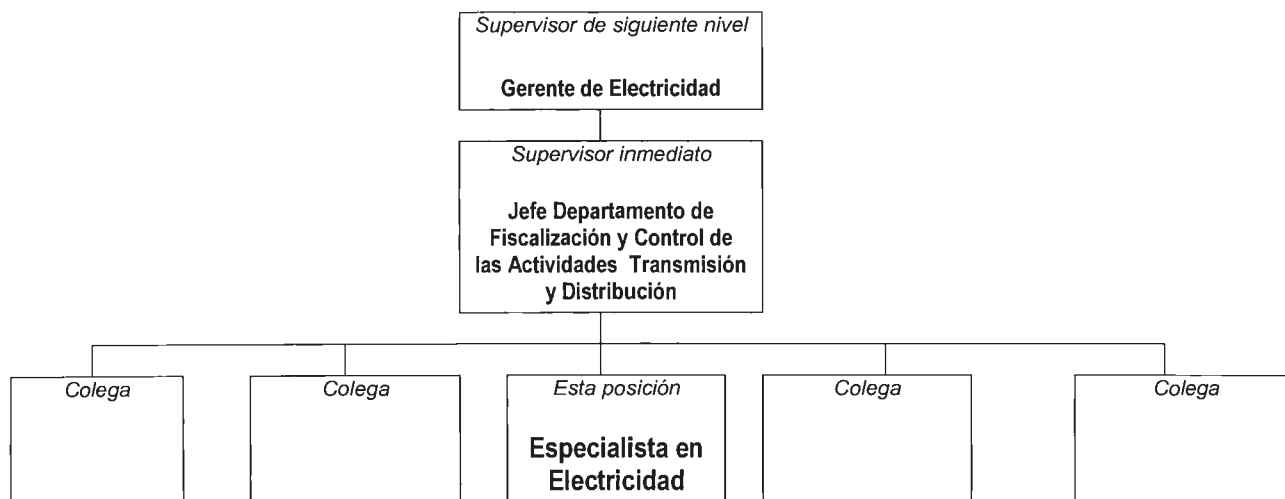 Supervisor de siguiente nivel
Gerente de Electricidad
Supervisor inmediato
Jefe Departamento de
Fiscalización y Control de
las Actividades Transmisión
y Distribución
Colega
Colega
Esta posición
Especialista en
Electricidad
Colega
Colega